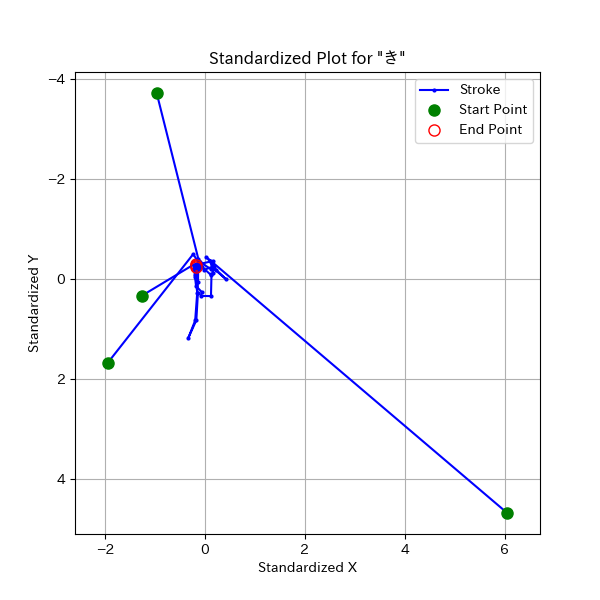 Standardized Plot for "き"
Stroke
Start Point
End Point
−4
−2
0
2
4
Standardized Y
−2
0
2
4
6
Standardized X